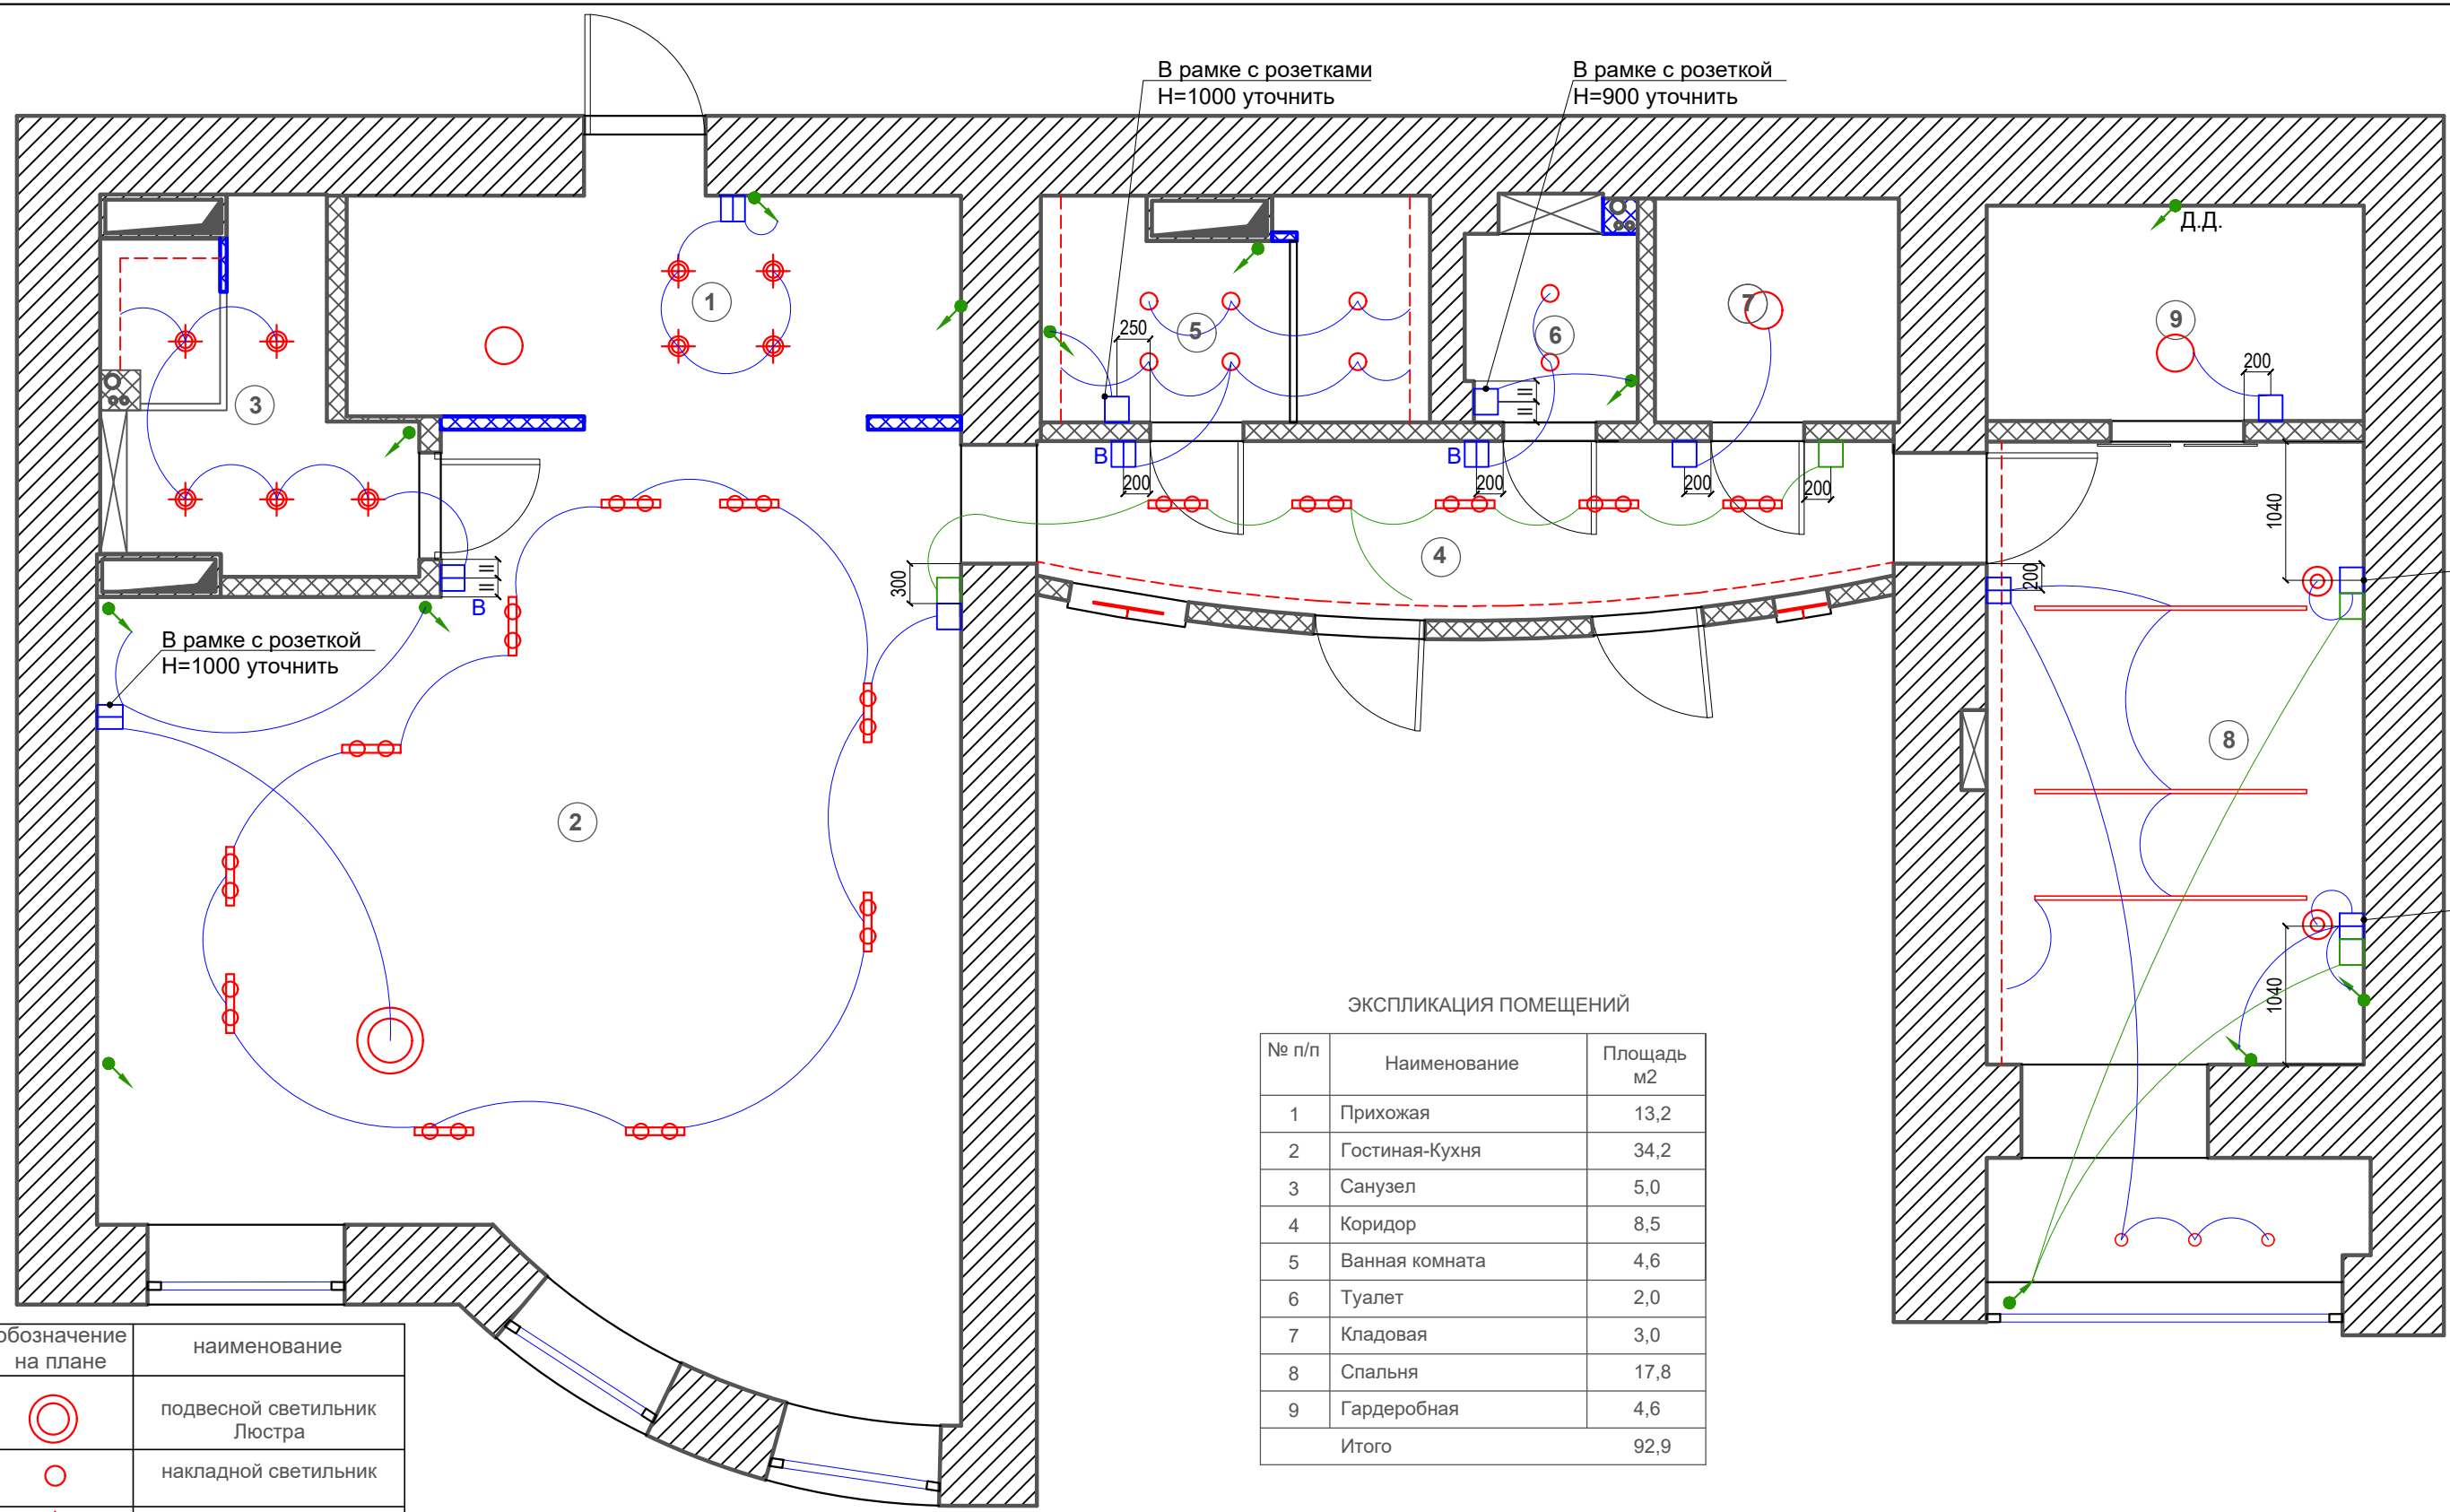 В рамке с розетками
H=1000 уточнить
В рамке с розеткой
H=900 уточнить
Д.Д.
1
5
6
7
9
3
250
200
=
=
В
В
200
200
200
200
1040
4
300
200
=
=
В
В рамке с розеткой
H=1000 уточнить
2
8
1040
ЭКСПЛИКАЦИЯ ПОМЕЩЕНИЙ
№ п/п Наименование Площадь
м2
1 Прихожая 13,2
2 Гостиная-Кухня 34,2
3 Санузел 5,0
4 Коридор 8,5
5 Ванная комната 4,6
6 Туалет 2,0
7 Кладовая 3,0
8 Спальня 17,8
9 Гардеробная 4,6
Итого 92,9
обозначение наименование
на плане
подвесной светильник
Люстра
накладной светильник